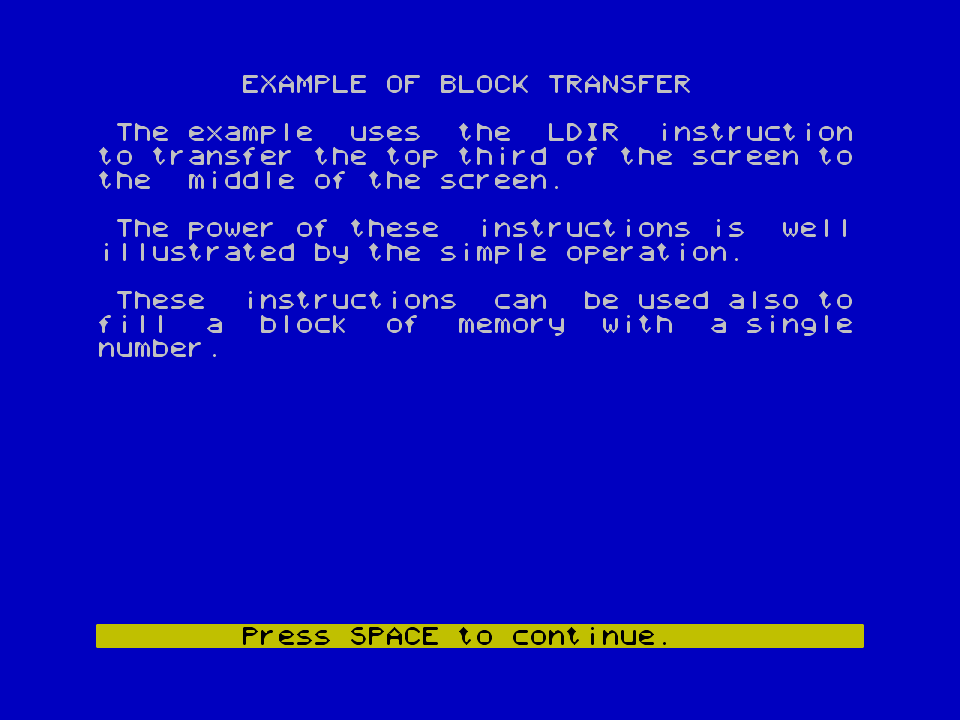 EXAMPLE OF BLOCK TRANSFER
The example uses the LDIR instruction
to transfer the top third of the screen to
the middle of the screen.
The power of these instructions is well
illustrated by the simple operation.
These instructions can be used also to
fill a block of memory with a single
number.
Press SPACE to continue.